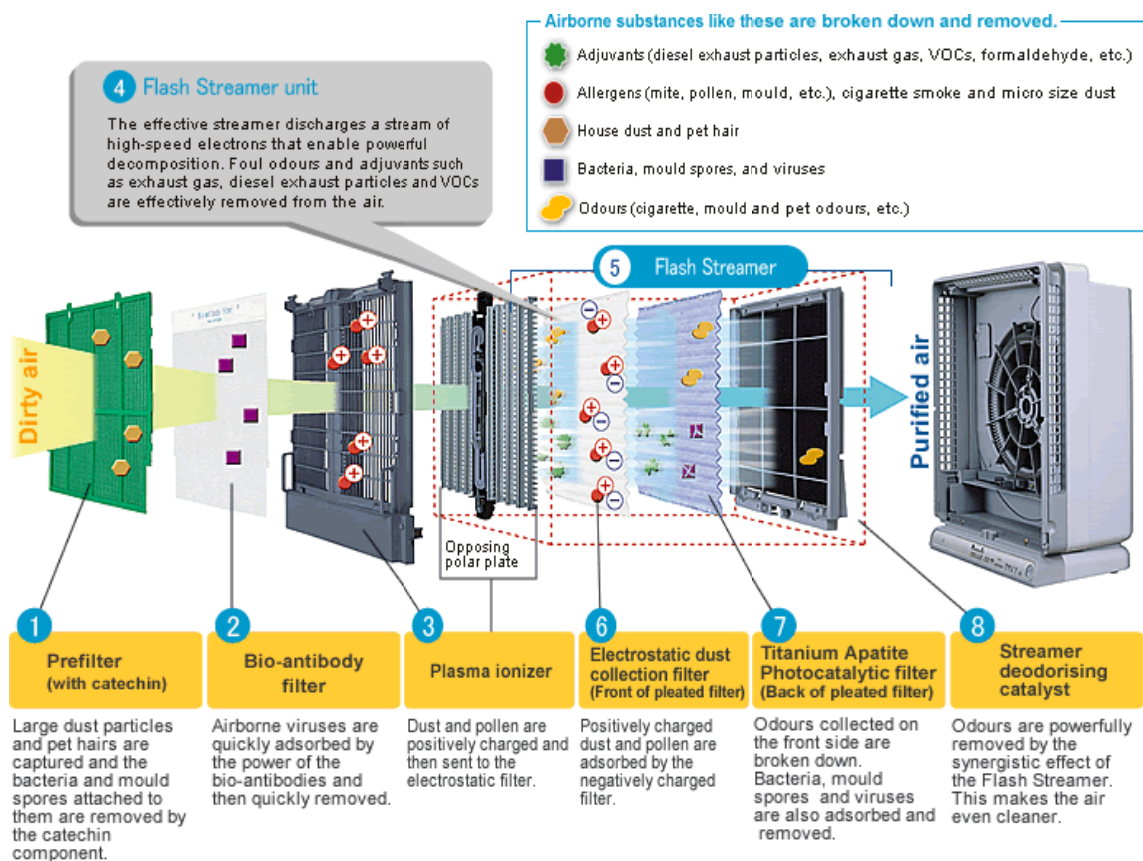 Airborne substances like these are broken down and removed.
Adjuvants (diesel exhaust particles, exhaust gas, VOCs, formaldehyde, etc.)
Allergens (mite, pollen, mould, etc.), cigarette smoke and micro size dust
House dust and pet hair
Bacteria, mould spores, and viruses
Odours (cigarette, mould and pet odours, etc.)
4 Flash Streamer unit
The effective streamer discharges a stream of
high-speed electrons that enable powerful
decomposition. Foul odours and adjuvants such
as exhaust gas, diesel exhaust particles and VOCs
are effectively removed from the air.
5 Flash Streamer
Dirty air
Purified air
Opposing
polar plate
1
Prefilter
(with catechin)
Large dust particles
and pet hairs are
captured and the
bacteria and mould
spores attached to
them are removed by
the catechin
component.
2
Bio-antibody
filter
Airborne viruses are
quickly adsorbed by
the power of the
bio-antibodies and
then quickly removed.
3
Plasma ionizer
Dust and pollen are
positively charged and
then sent to the
electrostatic filter.
6
Electrostatic dust
collection filter
(Front of pleated filter)
Positively charged
dust and pollen are
adsorbed by the
negatively charged
filter.
7
Titanium Apatite
Photocatalytic filter
(Back of pleated filter)
Odours collected on
the front side are
broken down.
Bacteria, mould
spores and viruses
are also adsorbed and
removed.
8
Streamer
deodorising
catalyst
Odours are powerfully
removed by the
synergistic effect of
the Flash Streamer.
This makes the air
even cleaner.